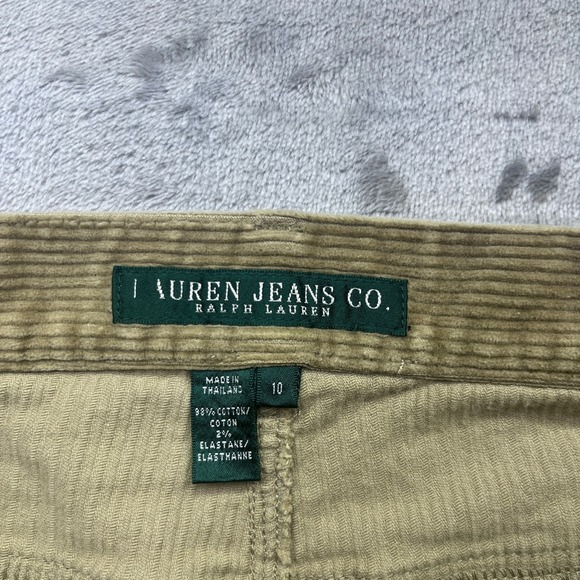 LAUREN JEANS CO.
RALPH LAUREN
MADE IN
THAILAND
10
98% COTTON/
COTON
2%
ELASTANE/
ELASTHANNE